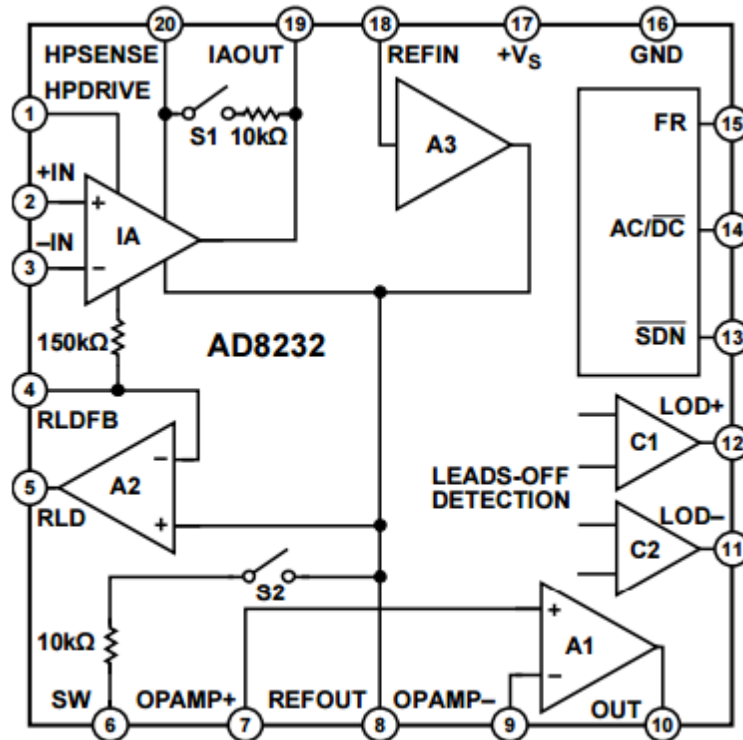 20 19 18 17 16
HPSENSE IAOUT REFIN +VS GND
HPDRIVE
1
S1 10kΩ
A3
FR 15
+IN
2
+
IA
AC/DC 14
–IN
3
–
150kΩ
AD8232
SDN 13
4
RLDFB
LOD+
C1 12
–
A2
5
RLD
+
LEADS-OFF
DETECTION
LOD–
C2 11
S2
+
A1
–
10kΩ
SW OPAMP+ REFOUT OPAMP– OUT
6 7 8 9 10